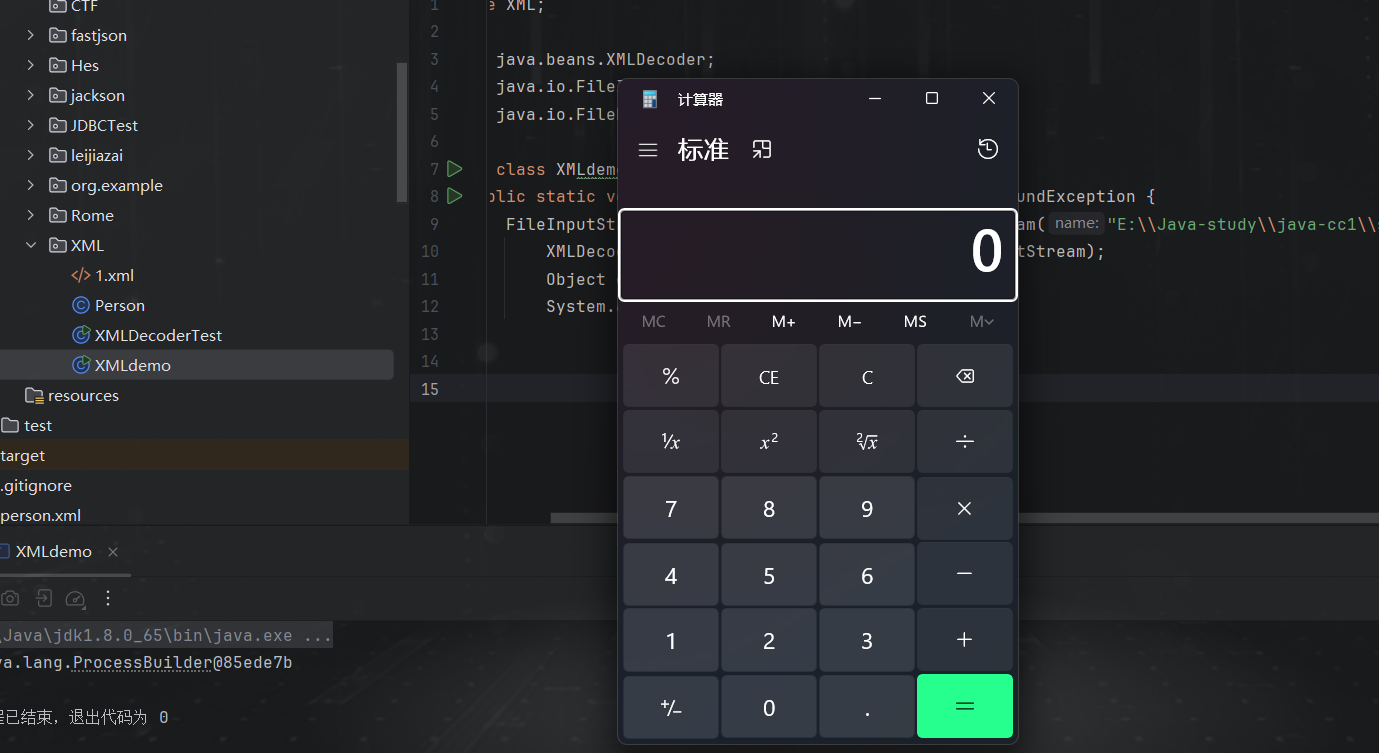 CTF
fastjson
Hes
jackson
JDBCTest
leijiazai
org.example
Rome
XML
1.xml
Person
XMLDecoderTest
XMLdemo
resources
test
target
.gitignore
person.xml
1 e XML;
2
3 java.beans.XMLDecoder;
4 java.io.File
5 java.io.File
6
7 class XMLdem
8 blic static v undException {
9 FileInputSt am( name: "E:\\Java-study\\java-cc1\\
10 XMLDeco tStream);
11 Object
12 System.
13
14
15
计算器
标准
0
MC MR M+ M− MS M
% CE C
⅟x x² ²√x ÷
7 8 9 ×
4 5 6 −
1 2 3 +
+/− 0 . =
XMLdemo
\Java\jdk1.8.0_65\bin\java.exe ...
va.lang.ProcessBuilder@85ede7b
程已结束，退出代码为 0